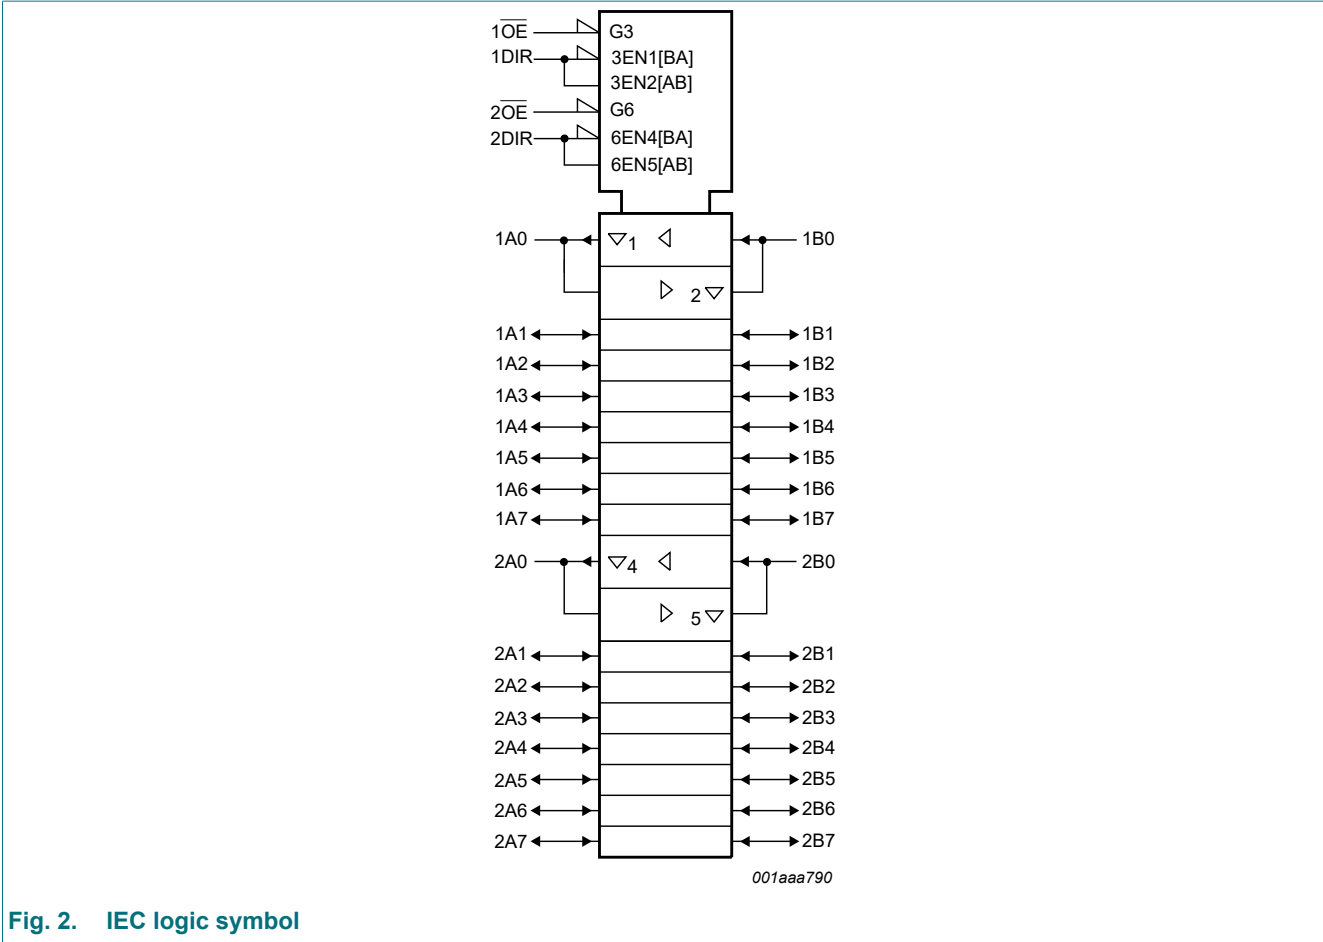 1O̅E̅ G3
1DIR 3EN1[BA]
3EN2[AB]
2O̅E̅ G6
2DIR 6EN4[BA]
6EN5[AB]
1A0 1 1B0
2
1A1 1B1
1A2 1B2
1A3 1B3
1A4 1B4
1A5 1B5
1A6 1B6
1A7 1B7
2A0 4 2B0
5
2A1 2B1
2A2 2B2
2A3 2B3
2A4 2B4
2A5 2B5
2A6 2B6
2A7 2B7
001aaa790
Fig. 2. IEC logic symbol